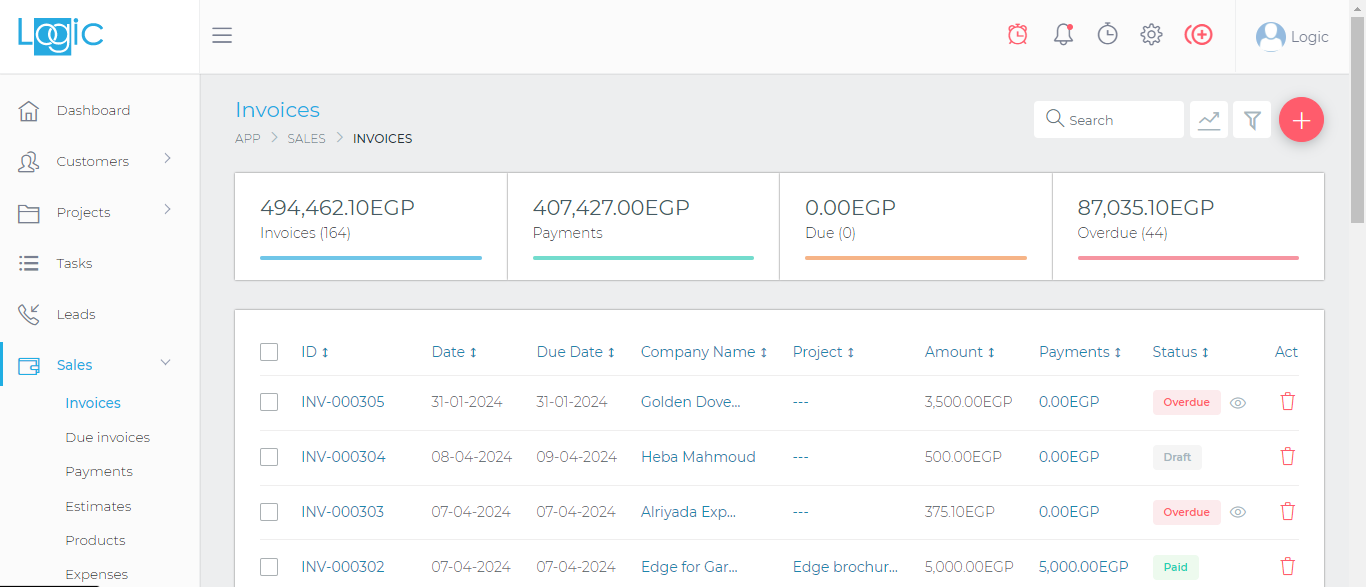 Logic
Logic
Dashboard
Customers
Projects
Tasks
Leads
Sales
Invoices
Due invoices
Payments
Estimates
Products
Expenses
Invoices
APP > SALES > INVOICES
Search
494,462.10EGP
Invoices (164)
407,427.00EGP
Payments
0.00EGP
Due (0)
87,035.10EGP
Overdue (44)
ID ↕ Date ↕ Due Date ↕ Company Name ↕ Project ↕ Amount ↕ Payments ↕ Status ↕ Act
INV-000305 31-01-2024 31-01-2024 Golden Dove... --- 3,500.00EGP 0.00EGP Overdue
INV-000304 08-04-2024 09-04-2024 Heba Mahmoud --- 500.00EGP 0.00EGP Draft
INV-000303 07-04-2024 07-04-2024 Alriyada Exp... --- 375.10EGP 0.00EGP Overdue
INV-000302 07-04-2024 07-04-2024 Edge for Gar... Edge brochur... 5,000.00EGP 5,000.00EGP Paid